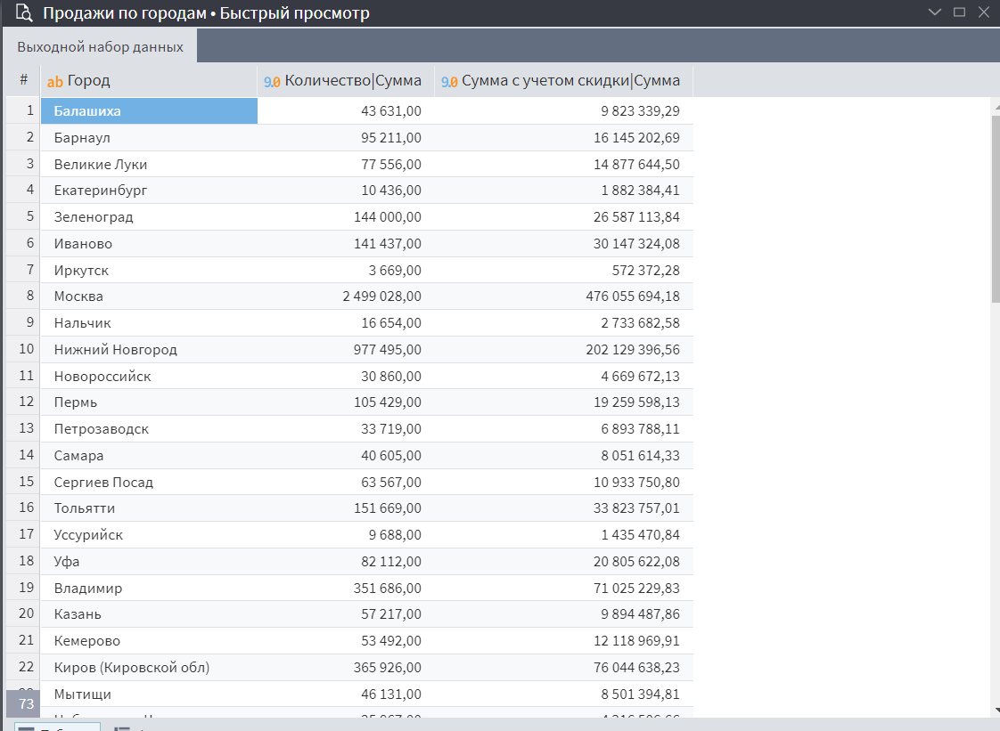 Продажи по городам • Быстрый просмотр
Выходной набор данных
# ab Город 9.0 Количество|Сумма 9.0 Сумма с учетом скидки|Сумма
1 Балашиха 43 631,00 9 823 339,29
2 Барнаул 95 211,00 16 145 202,69
3 Великие Луки 77 556,00 14 877 644,50
4 Екатеринбург 10 436,00 1 882 384,41
5 Зеленоград 144 000,00 26 587 113,84
6 Иваново 141 437,00 30 147 324,08
7 Иркутск 3 669,00 572 372,28
8 Москва 2 499 028,00 476 055 694,18
9 Нальчик 16 654,00 2 733 682,58
10 Нижний Новгород 977 495,00 202 129 396,56
11 Новороссийск 30 860,00 4 669 672,13
12 Пермь 105 429,00 19 259 598,13
13 Петрозаводск 33 719,00 6 893 788,11
14 Самара 40 605,00 8 051 614,33
15 Сергиев Посад 63 567,00 10 933 750,80
16 Тольятти 151 669,00 33 823 757,01
17 Уссурийск 9 688,00 1 435 470,84
18 Уфа 82 112,00 20 805 622,08
19 Владимир 351 686,00 71 025 229,83
20 Казань 57 217,00 9 894 487,86
21 Кемерово 53 492,00 12 118 969,91
22 Киров (Кировской обл) 365 926,00 76 044 638,23
Мытищи 46 131,00 8 501 394,81
73